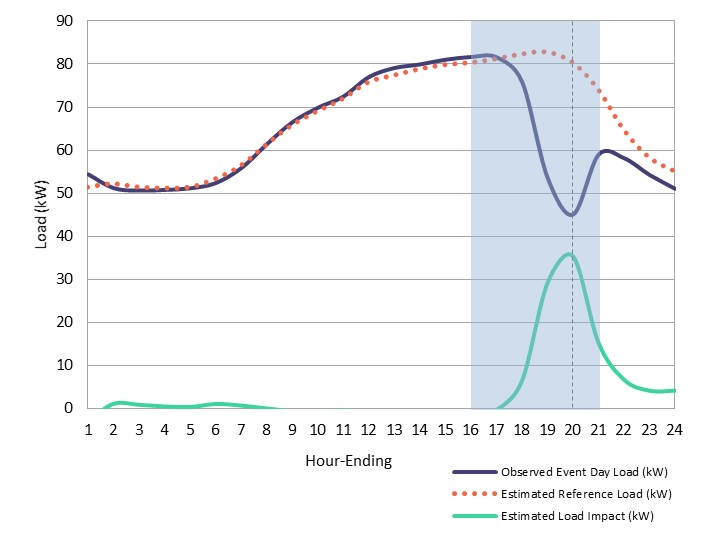 90
80
70
60
50
40
30
20
10
0
Load (kW)
1 2 3 4 5 6 7 8 9 10 11 12 13 14 15 16 17 18 19 20 21 22 23 24
Hour-Ending
Observed Event Day Load (kW)
Estimated Reference Load (kW)
Estimated Load Impact (kW)